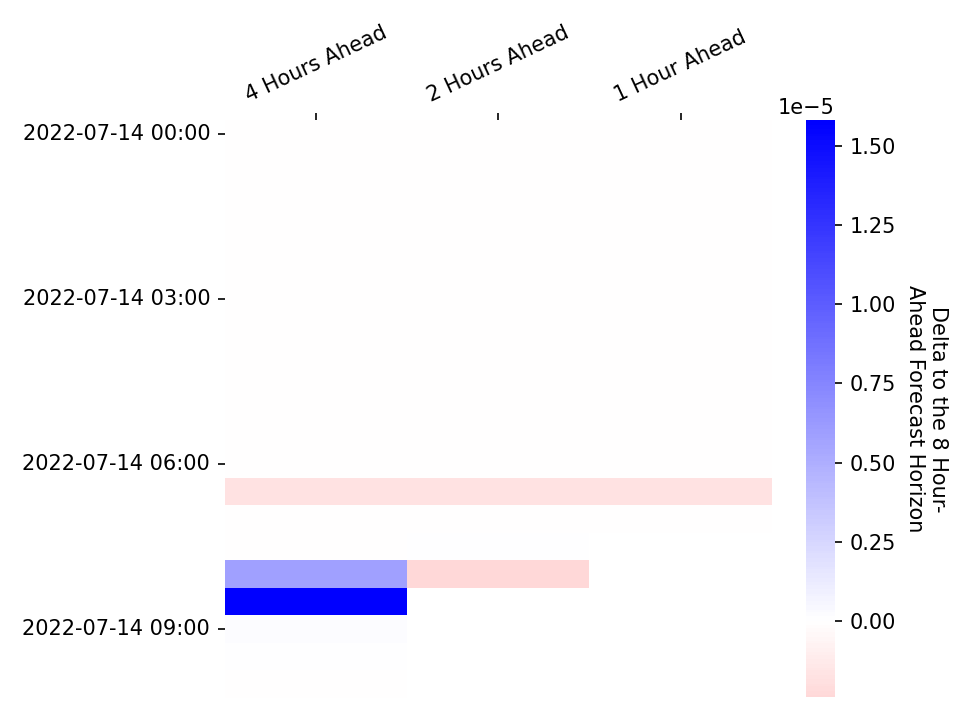 4 Hours Ahead
2 Hours Ahead
1 Hour Ahead
1e−5
2022-07-14 00:00
2022-07-14 03:00
2022-07-14 06:00
2022-07-14 09:00
1.50
1.25
1.00
0.75
0.50
0.25
0.00
Delta to the 8 Hour-
Ahead Forecast Horizon